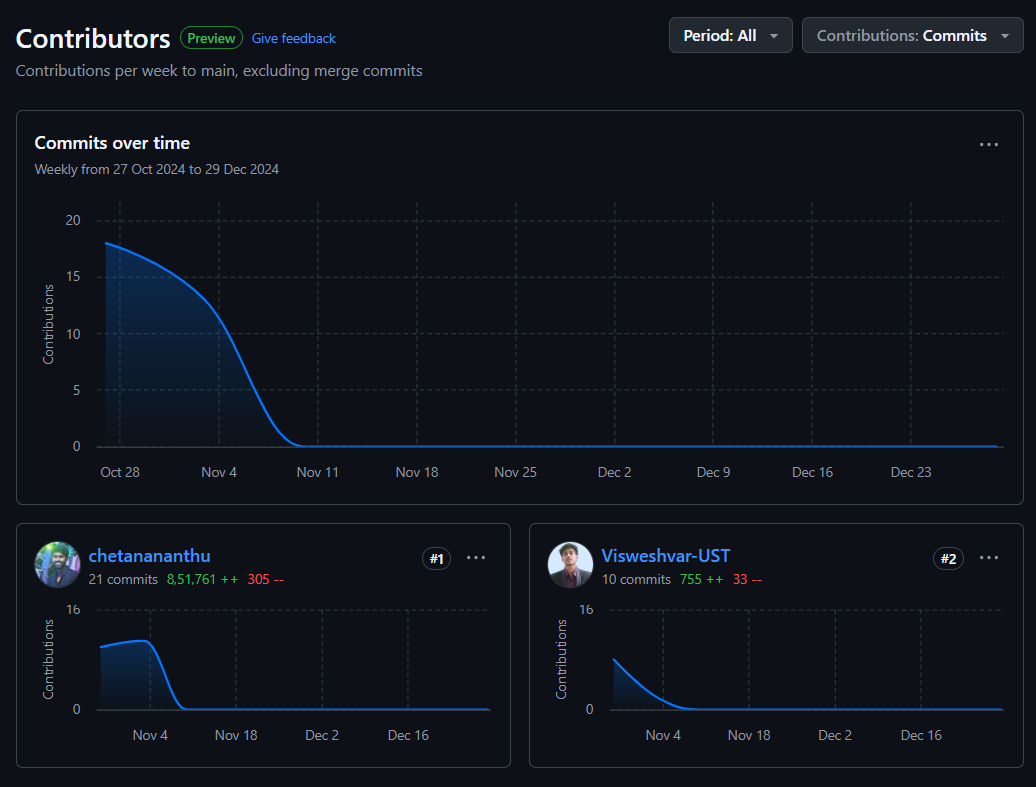 Contributors Preview Give feedback
Period: All
Contributions: Commits
Contributions per week to main, excluding merge commits
Commits over time
Weekly from 27 Oct 2024 to 29 Dec 2024
Contributions
20
15
10
5
0
Oct 28 Nov 4 Nov 11 Nov 18 Nov 25 Dec 2 Dec 9 Dec 16 Dec 23
chetanananthu #1
21 commits 8,51,761 ++ 305 --
Contributions
16
0
Nov 4 Nov 18 Dec 2 Dec 16
Visweshvar-UST #2
10 commits 755 ++ 33 --
Contributions
16
0
Nov 4 Nov 18 Dec 2 Dec 16